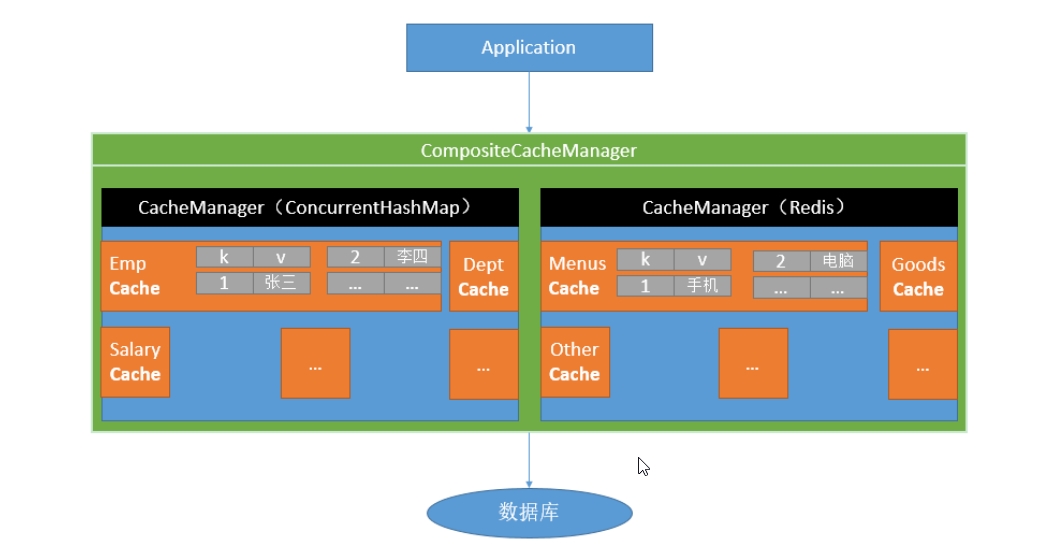 Application
CompositeCacheManager
CacheManager（ConcurrentHashMap）
CacheManager（Redis）
Emp
Cache
k v
1 张三
2 李四
... ...
Dept
Cache
Menus
Cache
k v
1 手机
2 电脑
... ...
Goods
Cache
Salary
Cache
...
...
Other
Cache
...
...
数据库